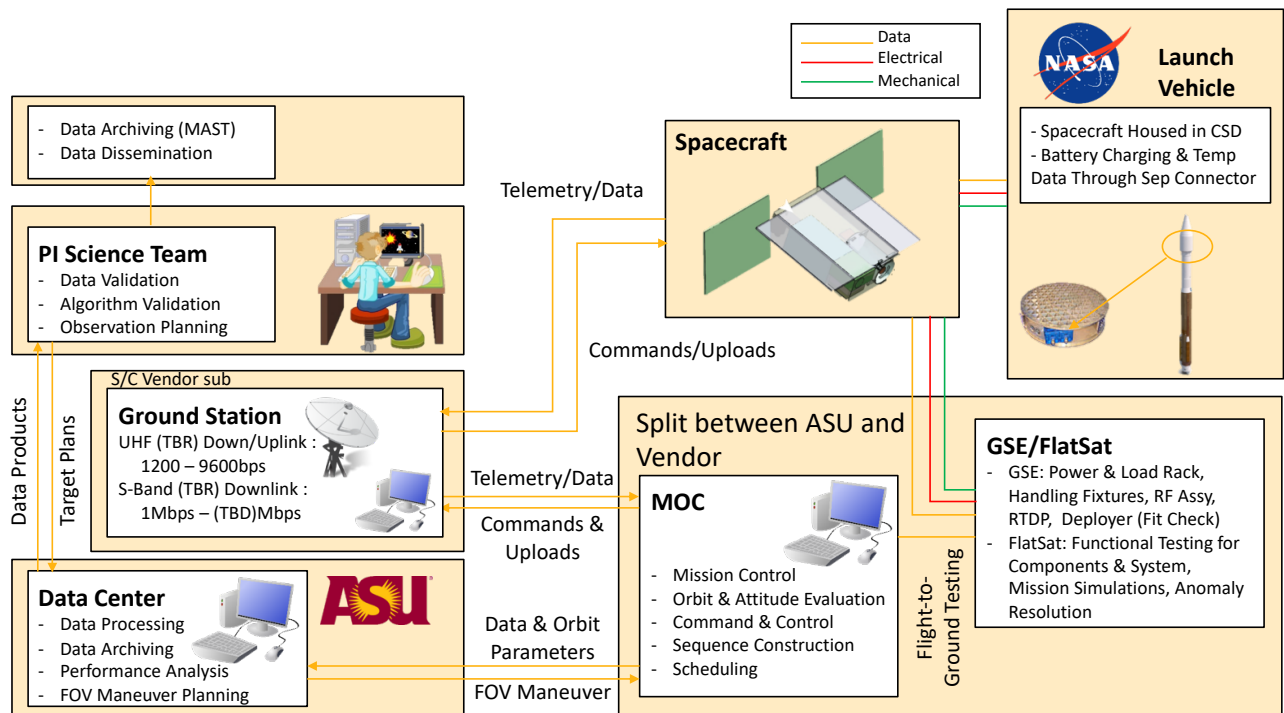 Data
Electrical
Mechanical
NASA
Launch
Vehicle
- Spacecraft Housed in CSD
- Battery Charging & Temp
Data Through Sep Connector
- Data Archiving (MAST)
- Data Dissemination
Spacecraft
Telemetry/Data
Commands/Uploads
PI Science Team
- Data Validation
- Algorithm Validation
- Observation Planning
Data Products
Target Plans
S/C Vendor sub
Ground Station
UHF (TBR) Down/Uplink :
1200 – 9600bps
S-Band (TBR) Downlink :
1Mbps – (TBD)Mbps
Telemetry/Data
Commands &
Uploads
Split between ASU and
Vendor
MOC
- Mission Control
- Orbit & Attitude Evaluation
- Command & Control
- Sequence Construction
- Scheduling
Flight-to-
Ground Testing
GSE/FlatSat
- GSE: Power & Load Rack,
Handling Fixtures, RF Assy,
RTDP, Deployer (Fit Check)
- FlatSat: Functional Testing for
Components & System,
Mission Simulations, Anomaly
Resolution
Data Center
- Data Processing
- Data Archiving
- Performance Analysis
- FOV Maneuver Planning
ASU
Data & Orbit
Parameters
FOV Maneuver